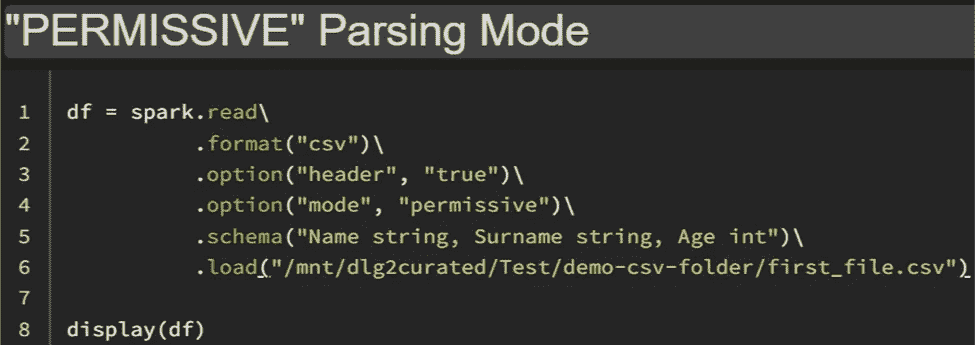 "PERMISSIVE" Parsing Mode
1 df = spark.read\
2 .format("csv")\
3 .option("header", "true")\
4 .option("mode", "permissive")\
5 .schema("Name string, Surname string, Age int")\
6 .load("/mnt/dlg2curated/Test/demo-csv-folder/first_file.csv")
7
8 display(df)